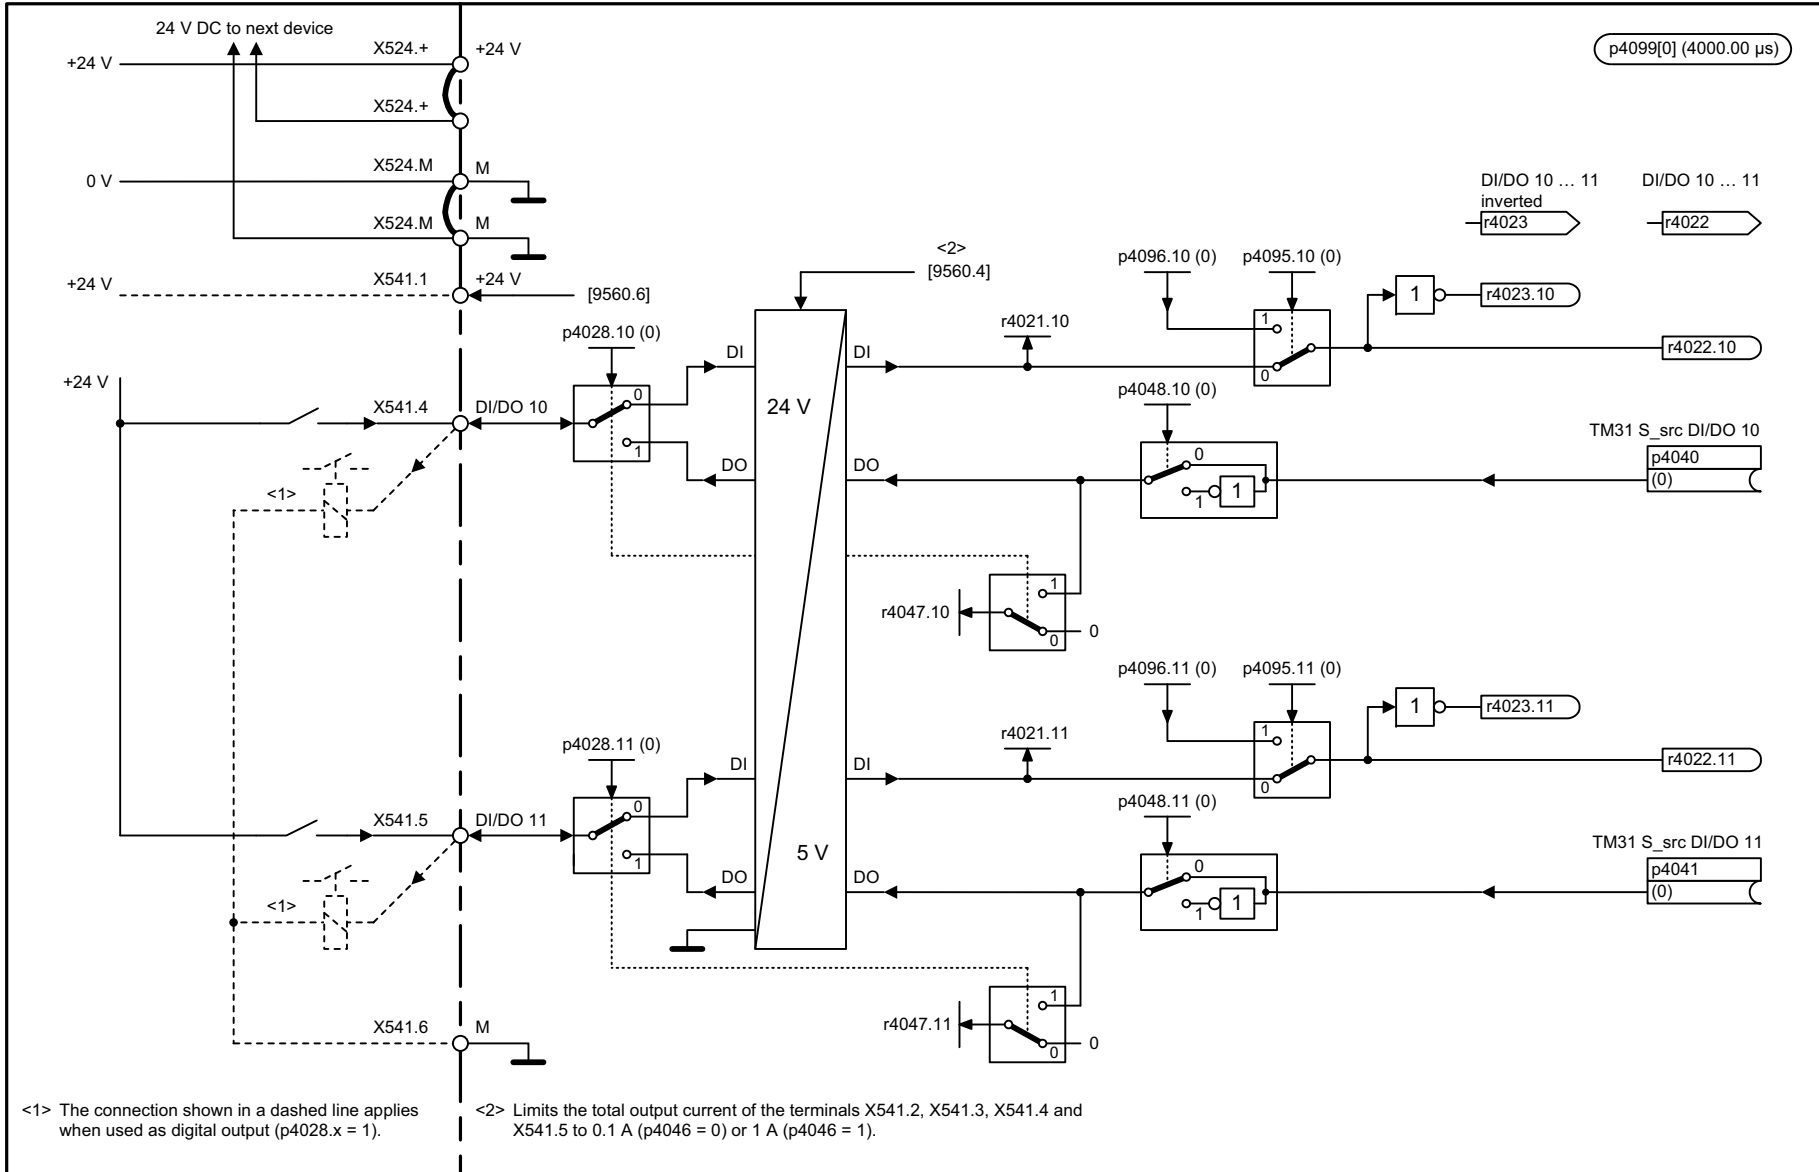 24 V DC to next device
X524.+
+24 V
p4099[0] (4000.00 µs)
+24 V
X524.+
X524.M
M
0 V
DI/DO 10 … 11
inverted
DI/DO 10 … 11
r4023
r4022
X524.M
M
<2>
[9560.4]
p4096.10 (0)
p4095.10 (0)
+24 V
X541.1
+24 V
[9560.6]
1
r4023.10
p4028.10 (0)
r4021.10
1
r4022.10
DI
DI
0
+24 V
0
24 V
p4048.10 (0)
X541.4
DI/DO 10
TM31 S_src DI/DO 10
1
0
p4040
DO
DO
(0)
<1>
1
1
1
r4047.10
0
0
p4096.11 (0)
p4095.11 (0)
1
r4023.11
p4028.11 (0)
r4021.11
1
r4022.11
DI
DI
0
0
p4048.11 (0)
X541.5
DI/DO 11
5 V
TM31 S_src DI/DO 11
1
0
p4041
DO
DO
(0)
<1>
1
1
1
r4047.11
X541.6
M
0
0
<1> The connection shown in a dashed line applies
when used as digital output (p4028.x = 1).
<2> Limits the total output current of the terminals X541.2, X541.3, X541.4 and
X541.5 to 0.1 A (p4046 = 0) or 1 A (p4046 = 1).